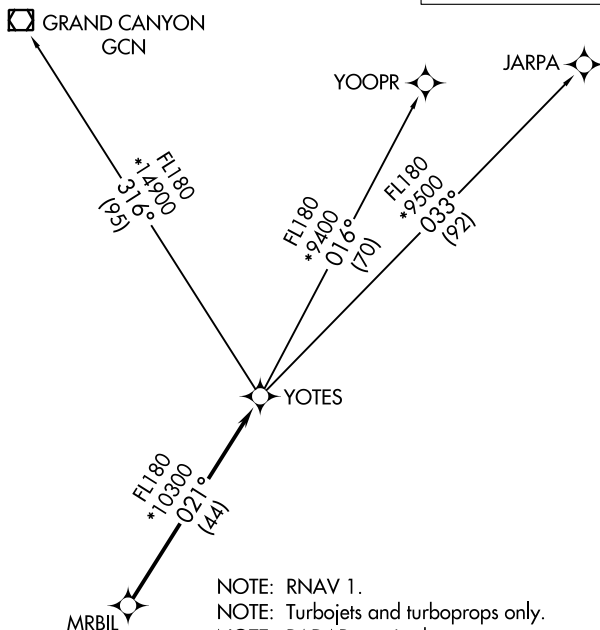 GRAND CANYON
GCN
YOOPR
JARPA
FL180
*14900
316°
(95)
FL180
*9400
016°
(70)
FL180
*9500
033°
(92)
YOTES
FL180
*10300
021°
(44)
MRBIL
NOTE: RNAV 1.
NOTE: Turbojets and turboprops only.